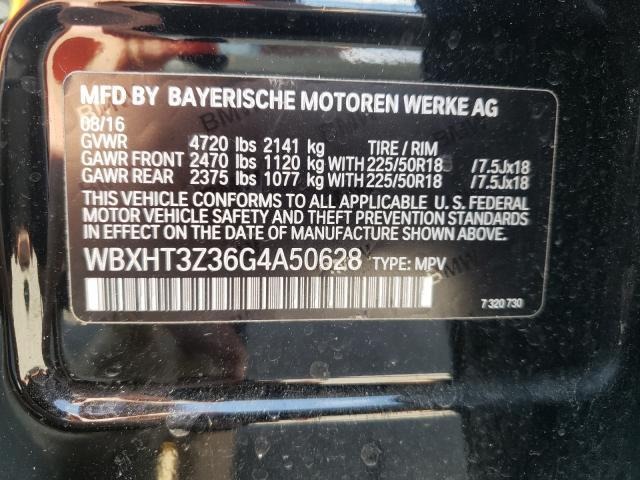 MFD BY BAYERISCHE MOTOREN WERKE AG
08/16
GVWR 4720 lbs 2141 kg TIRE / RIM
GAWR FRONT 2470 lbs 1120 kg WITH 225/50R18 /7.5Jx18
GAWR REAR 2375 lbs 1077 kg WITH 225/50R18 /7.5Jx18
THIS VEHICLE CONFORMS TO ALL APPLICABLE U. S. FEDERAL
MOTOR VEHICLE SAFETY AND THEFT PREVENTION STANDARDS
IN EFFECT ON THE DATE OF MANUFACTURE SHOWN ABOVE.
WBXHT3Z36G4A50628 TYPE: MPV
7 320 730